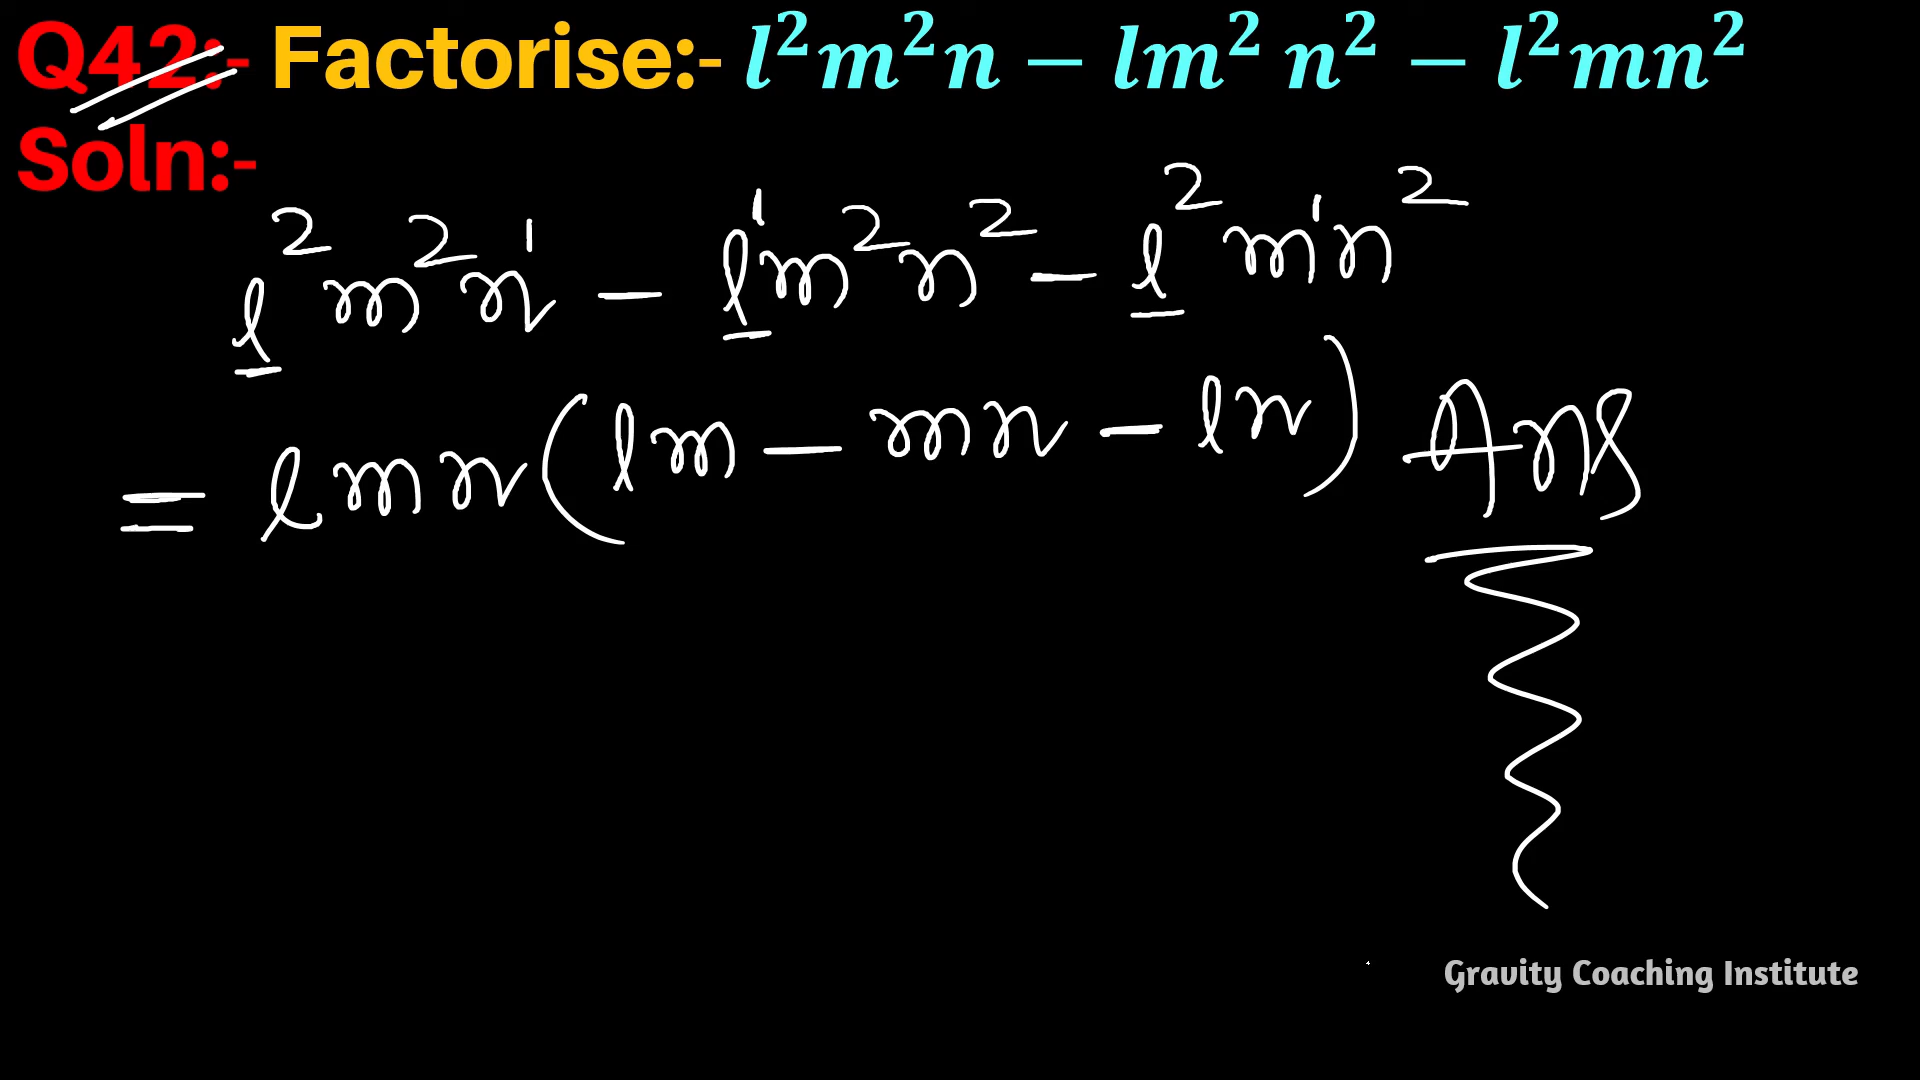 Q42:- Factorise:- l²m²n − lm² n² − l²mn²
Soln:-
l²m²n¹ − l¹m²n² − l²m¹n²
= lmn(lm − mn − ln) Ans
Gravity Coaching Institute